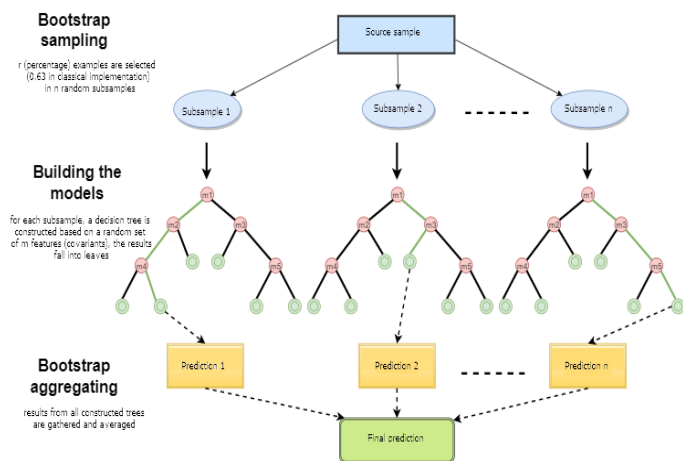 Bootstrap
sampling
r (percentage) examples are selected
(0.63 in classical implementation)
in n random subsamples
Source sample
Subsample 1
Subsample 2
Subsample n
Building the
models
for each subsample, a decision tree is
constructed based on a random set
of m features (covariants), the results
fall into leaves
m1
m2
m3
m4
m5
m1
m2
m3
m4
m5
m1
m2
m3
m4
m5
Prediction 1
Prediction 2
Prediction n
Bootstrap
aggregating
results from all constructed trees
are gathered and averaged
Final prediction